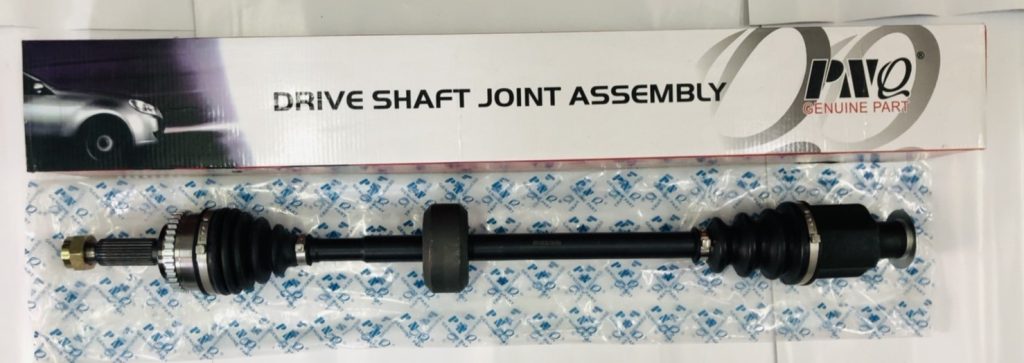 DRIVE SHAFT JOINT ASSEMBLY
PNQ®
GENUINE PART